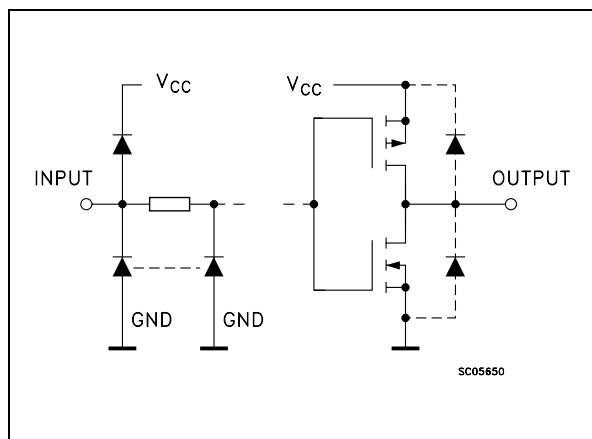 VCC
VCC
INPUT
OUTPUT
GND
GND
SC05650